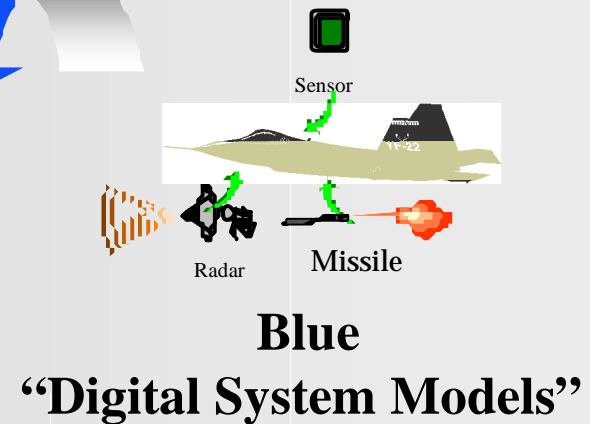 Sensor
YF-22
Radar
Missile
Blue
“Digital System Models”